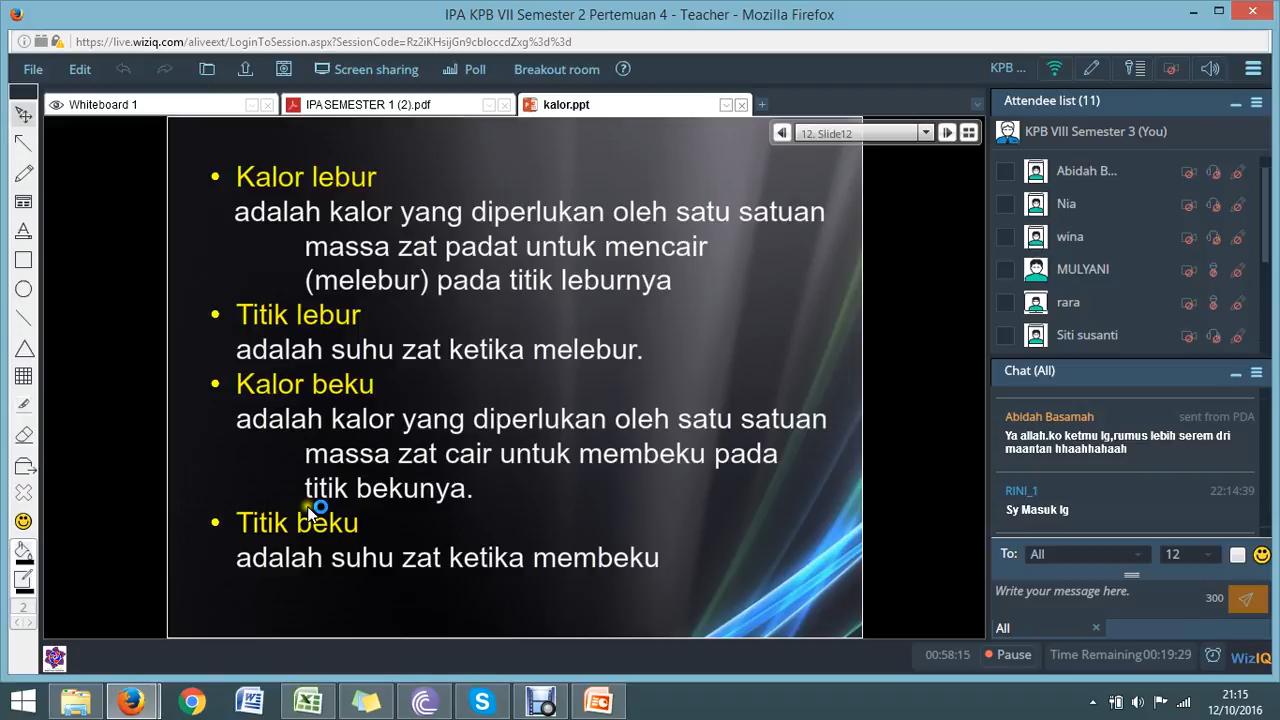 IPA KPB VII Semester 2 Pertemuan 4 - Teacher - Mozilla Firefox
https://live.wiziq.com/aliveext/LoginToSession.aspx?SessionCode=Rz2iKHsijGn9cbloccdZxg%3d%3d
File Edit Screen sharing Poll Breakout room KPB ...
Whiteboard 1
IPASEMESTER 1 (2).pdf
kalor.ppt
12. Slide12
• Kalor lebur
adalah kalor yang diperlukan oleh satu satuan
massa zat padat untuk mencair
(melebur) pada titik leburnya
• Titik lebur
adalah suhu zat ketika melebur.
• Kalor beku
adalah kalor yang diperlukan oleh satu satuan
massa zat cair untuk membeku pada
titik bekunya.
• Titik beku
adalah suhu zat ketika membeku
2
Attendee list (11)
KPB VIII Semester 3 (You)
Abidah B...
Nia
wina
MULYANI
rara
Siti susanti
Chat (All)
Abidah Basamah sent from PDA
Ya allah.ko ketmu lg,rumus lebih serem dri
maantan hhaahhahaah
RINI_1 22:14:39
Sy Masuk lg
To: All 12
Write your message here. 300
All
00:58:15 Pause Time Remaining 00:19:29 WizIQ
21:15
12/10/2016